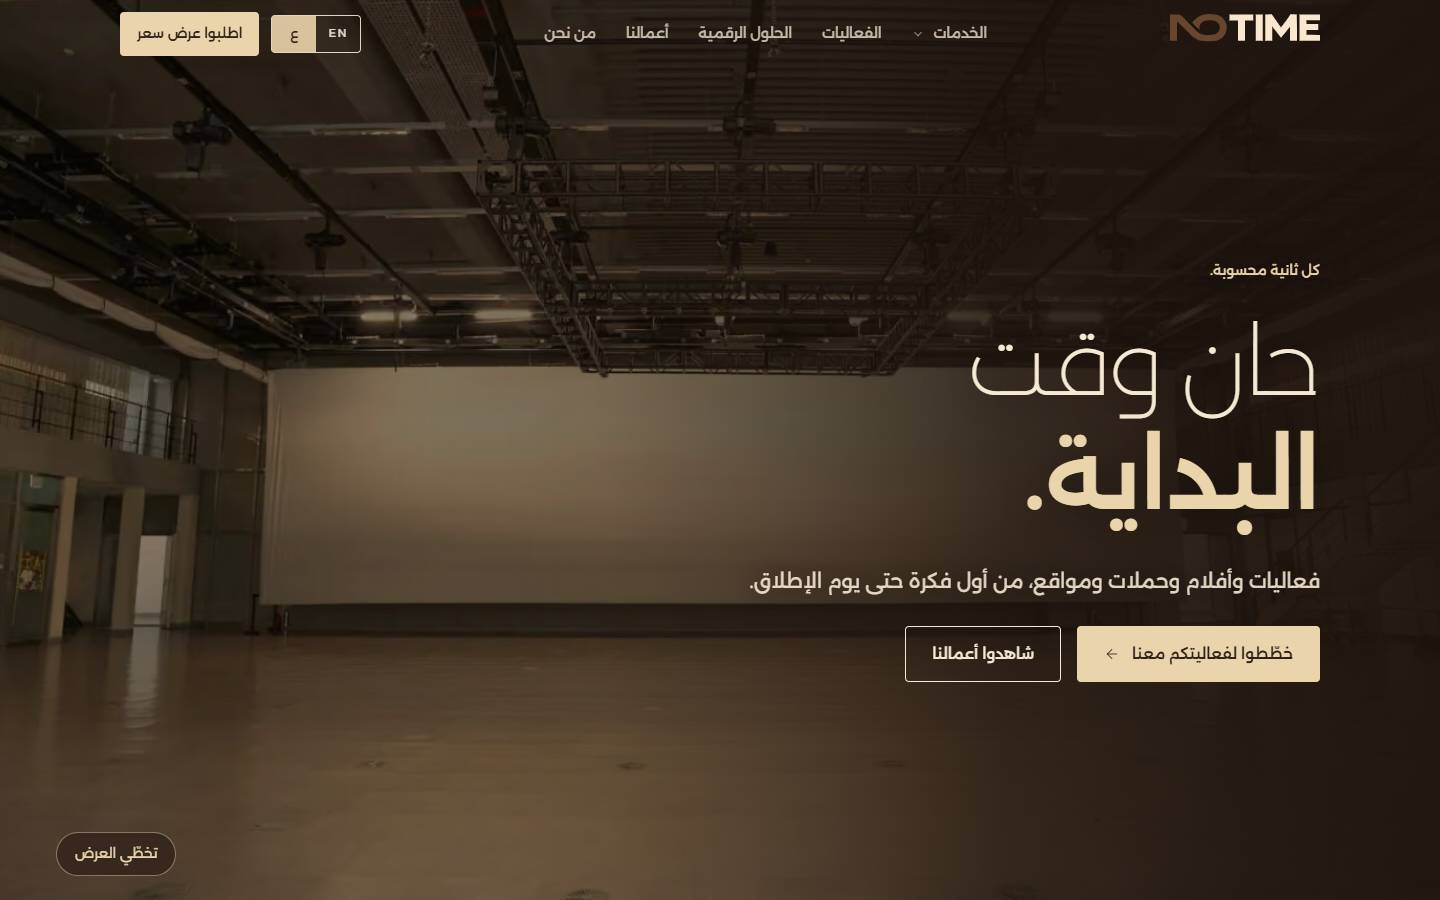 NOTIME
الخدمات
الفعاليات
الحلول الرقمية
أعمالنا
من نحن
EN
ع
اطلبوا عرض سعر
كل ثانية محسوبة.
حان وقت
البداية.
فعاليات وأفلام وحملات ومواقع، من أول فكرة حتى يوم الإطلاق.
خطّطوا لفعاليتكم معنا ←
شاهدوا أعمالنا
تخطّي العرض